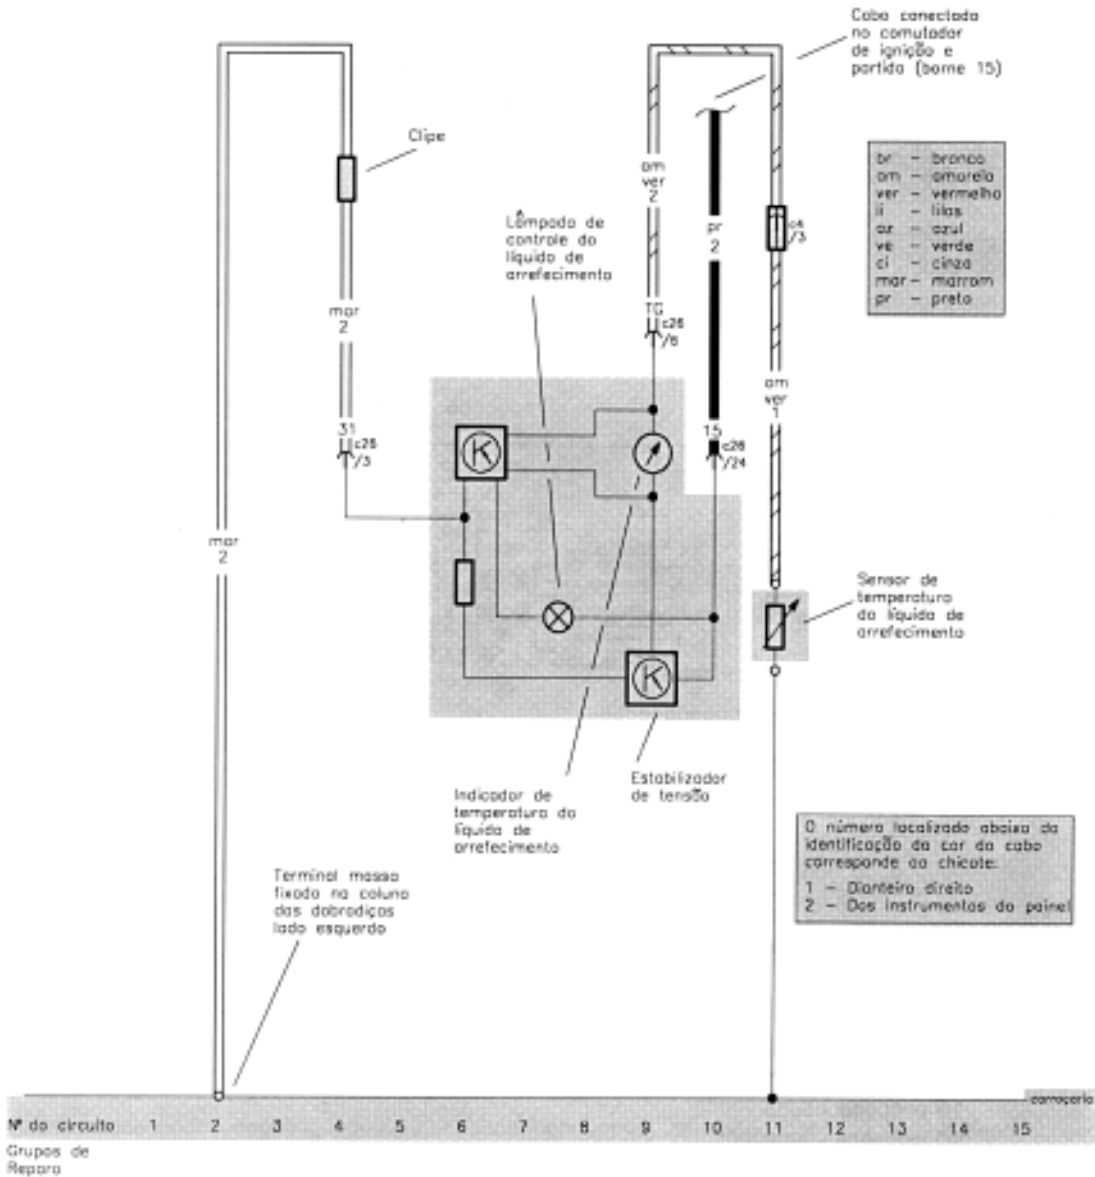 Cabo conectado
no comutador
de ignição e
partida (borne 15)
Clipe
br - branco
am - amarelo
ver - vermelho
li - lilas
az - azul
ve - verde
ci - cinza
mar - marrom
pr - preto
am
ver
2
Lâmpada de
controle do
líquido de
arrefecimento
pr
2
c4
/3
mar
2
TG
c26
/6
am
ver
1
31
c26
/3
15
c26
/24
K
mar
2
Sensor de
temperatura
do líquido de
arrefecimento
K
Estabilizador
de tensão
Indicador de
temperatura do
líquido de
arrefecimento
O número localizado abaixo da
identificação da cor do cabo
corresponde ao chicote:
1 - Dianteiro direito
2 - Dos instrumentos do painel
Terminal massa
fixado na coluna
das dobradiças
lado esquerdo
carroçaria
Nº do circuito 1 2 3 4 5 6 7 8 9 10 11 12 13 14 15
Grupos de
Reparo